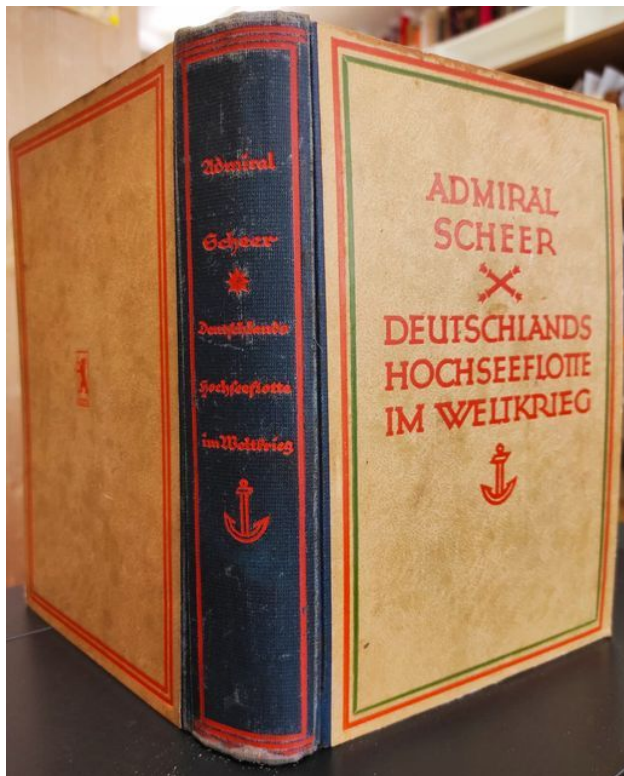 Admiral
Scheer
Deutschlands
Hochseeflotte
im Weltkrieg
ADMIRAL
SCHEER
DEUTSCHLANDS
HOCHSEEFLOTTE
IM WELTKRIEG